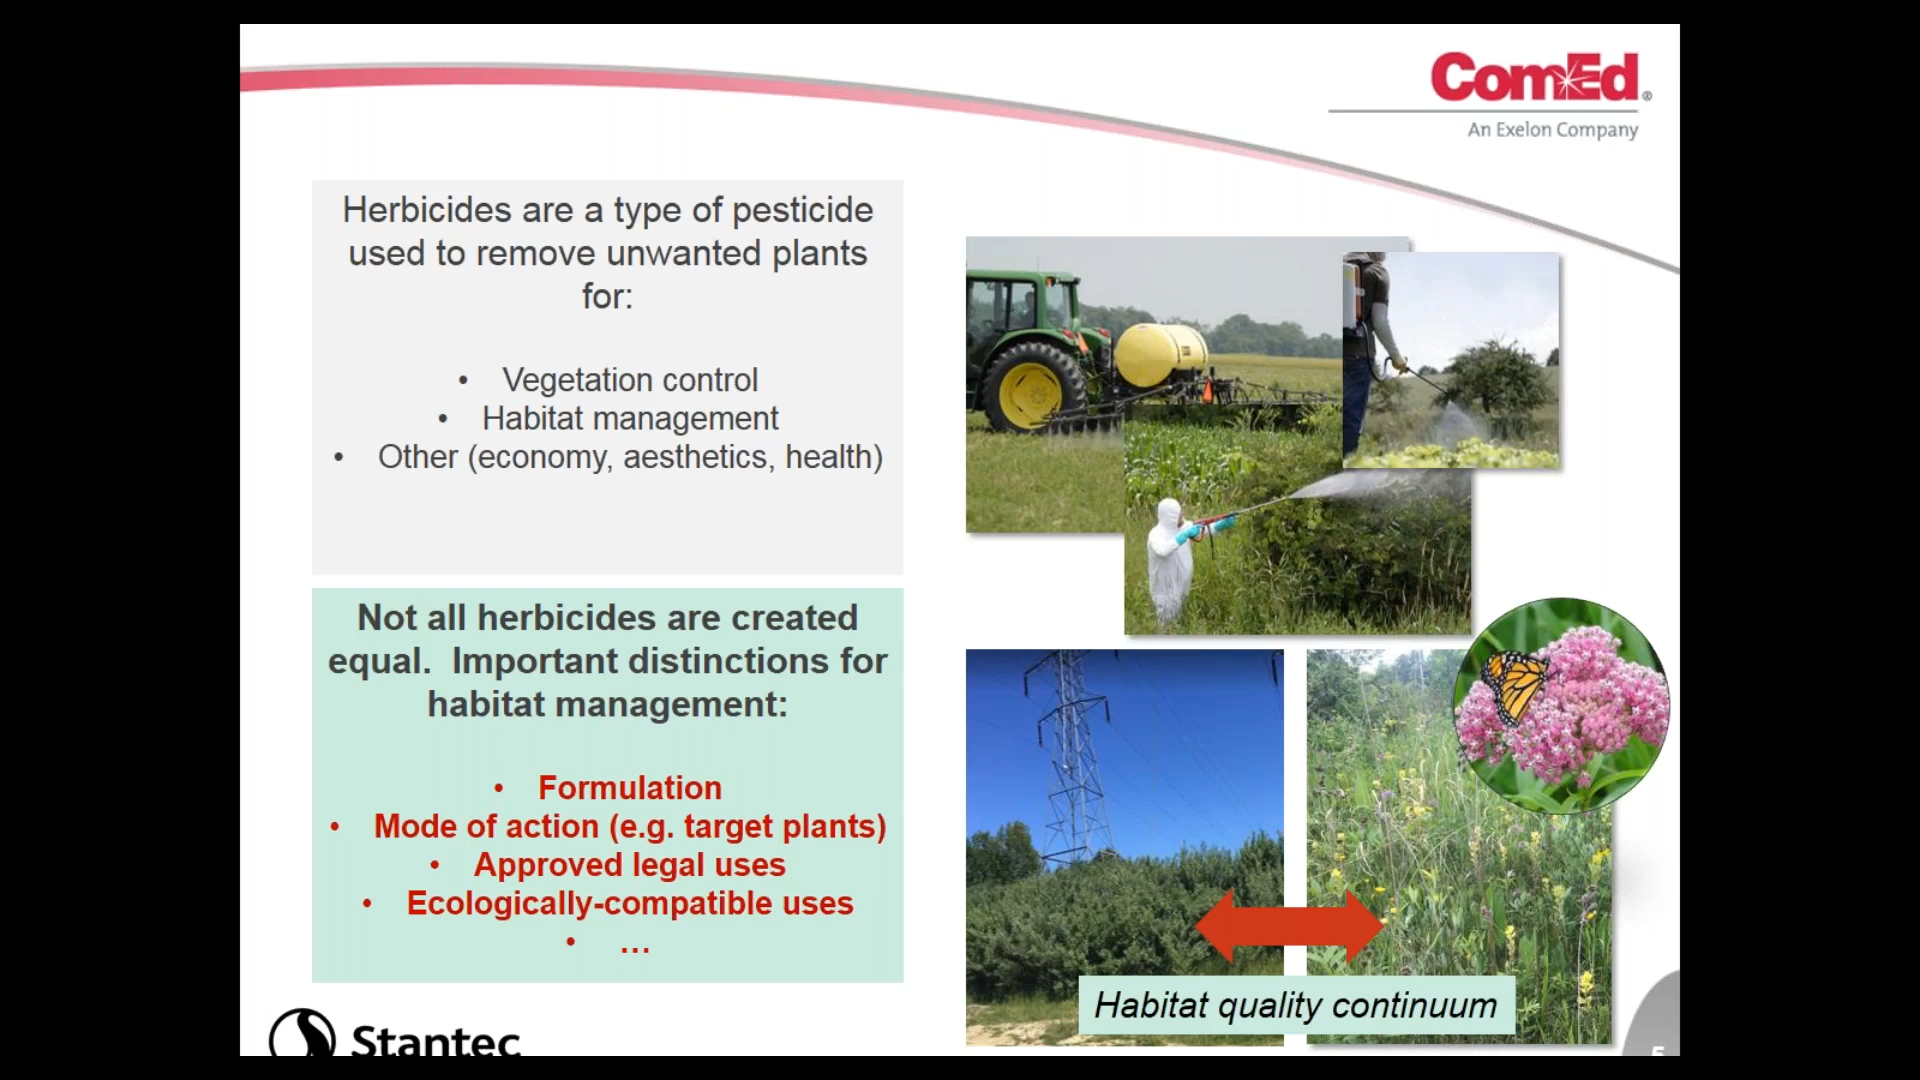 ComEd®
An Exelon Company
Herbicides are a type of pesticide
used to remove unwanted plants
for:
• Vegetation control
• Habitat management
• Other (economy, aesthetics, health)
Not all herbicides are created
equal.  Important distinctions for
habitat management:
• Formulation
• Mode of action (e.g. target plants)
• Approved legal uses
• Ecologically-compatible uses
• ...
Habitat quality continuum
Stantec
5